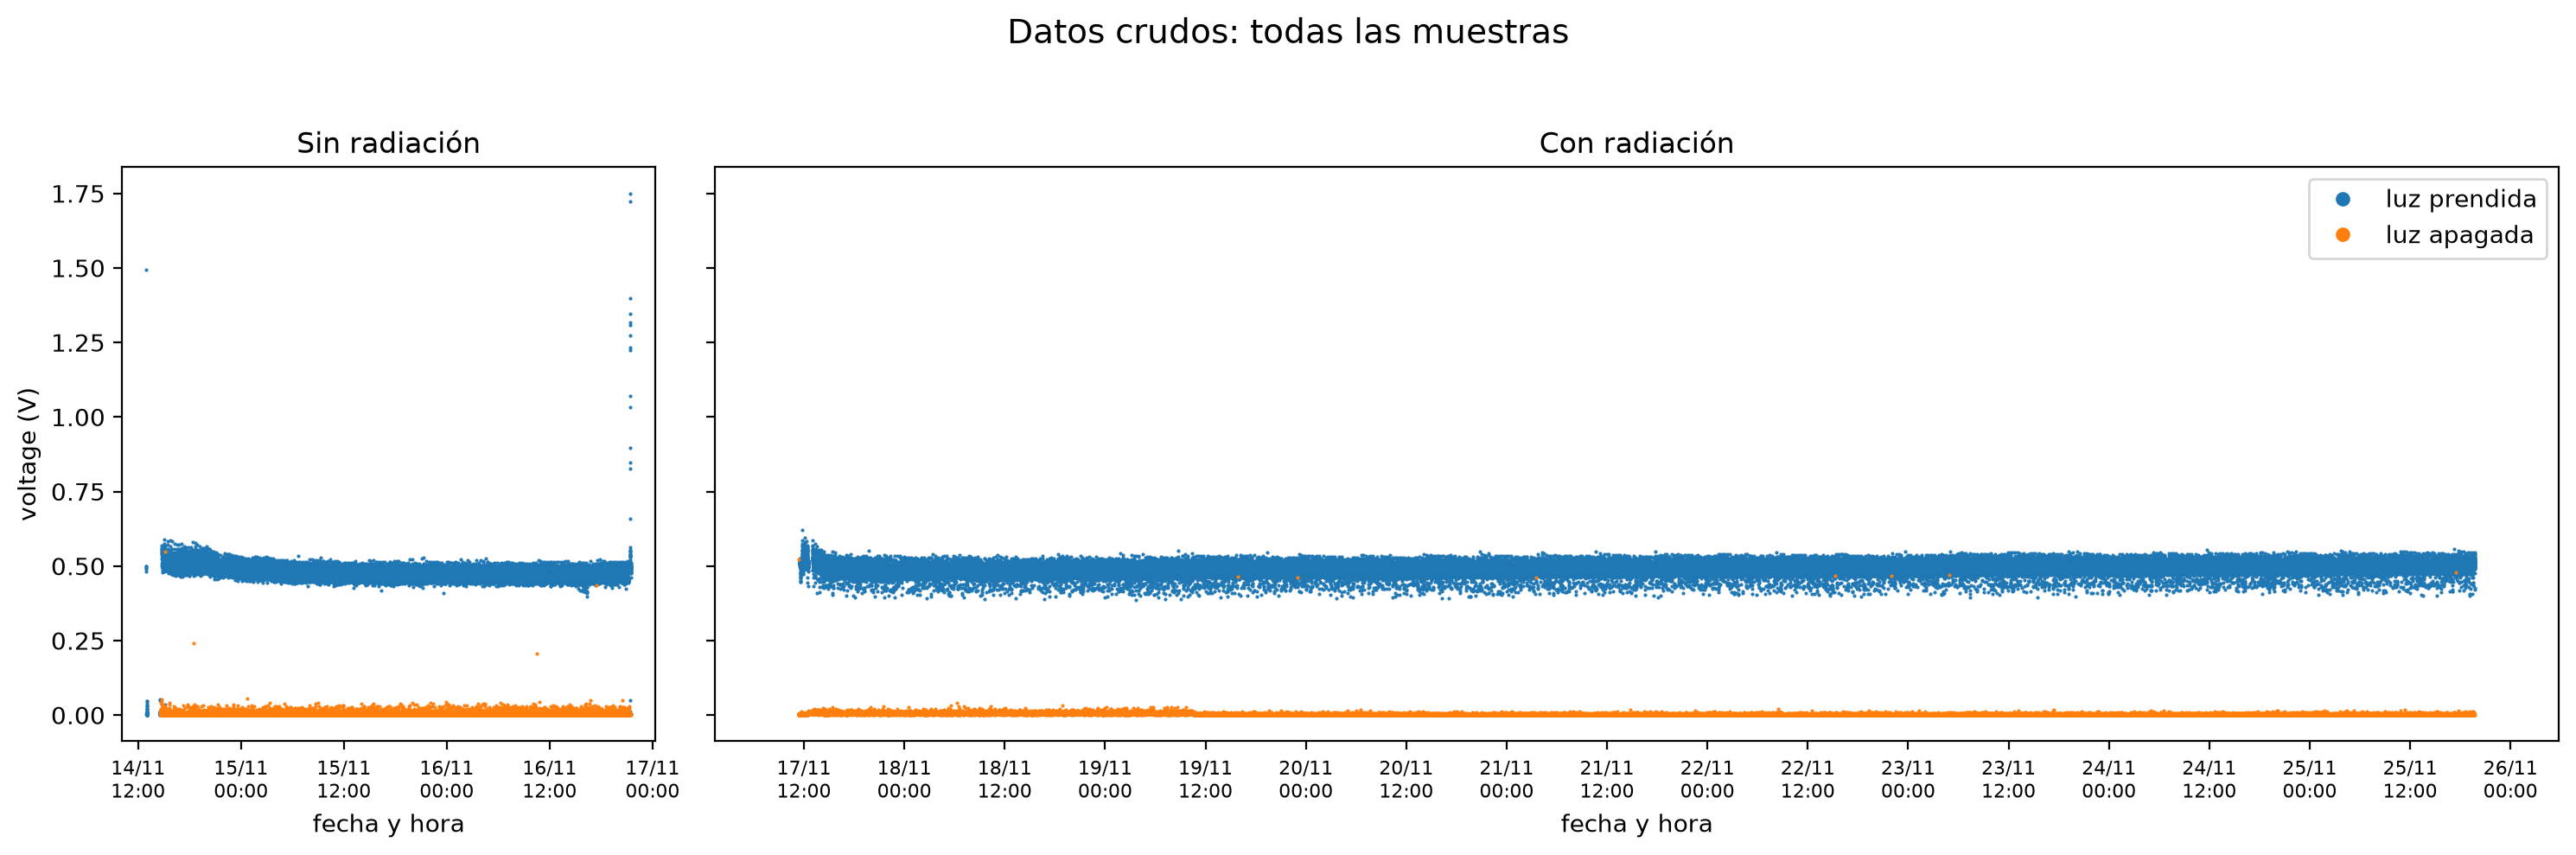 Datos crudos: todas las muestras
Sin radiación
Con radiación
luz prendida
luz apagada
voltage (V)
1.75
1.50
1.25
1.00
0.75
0.50
0.25
0.00
14/11 15/11 15/11 16/11 16/11 17/11
12:00 00:00 12:00 00:00 12:00 00:00
fecha y hora
17/11 18/11 18/11 19/11 19/11 20/11 20/11 21/11 21/11 22/11 22/11 23/11 23/11 24/11 24/11 25/11 25/11 26/11
12:00 00:00 12:00 00:00 12:00 00:00 12:00 00:00 12:00 00:00 12:00 00:00 12:00 00:00 12:00 00:00 12:00 00:00
fecha y hora